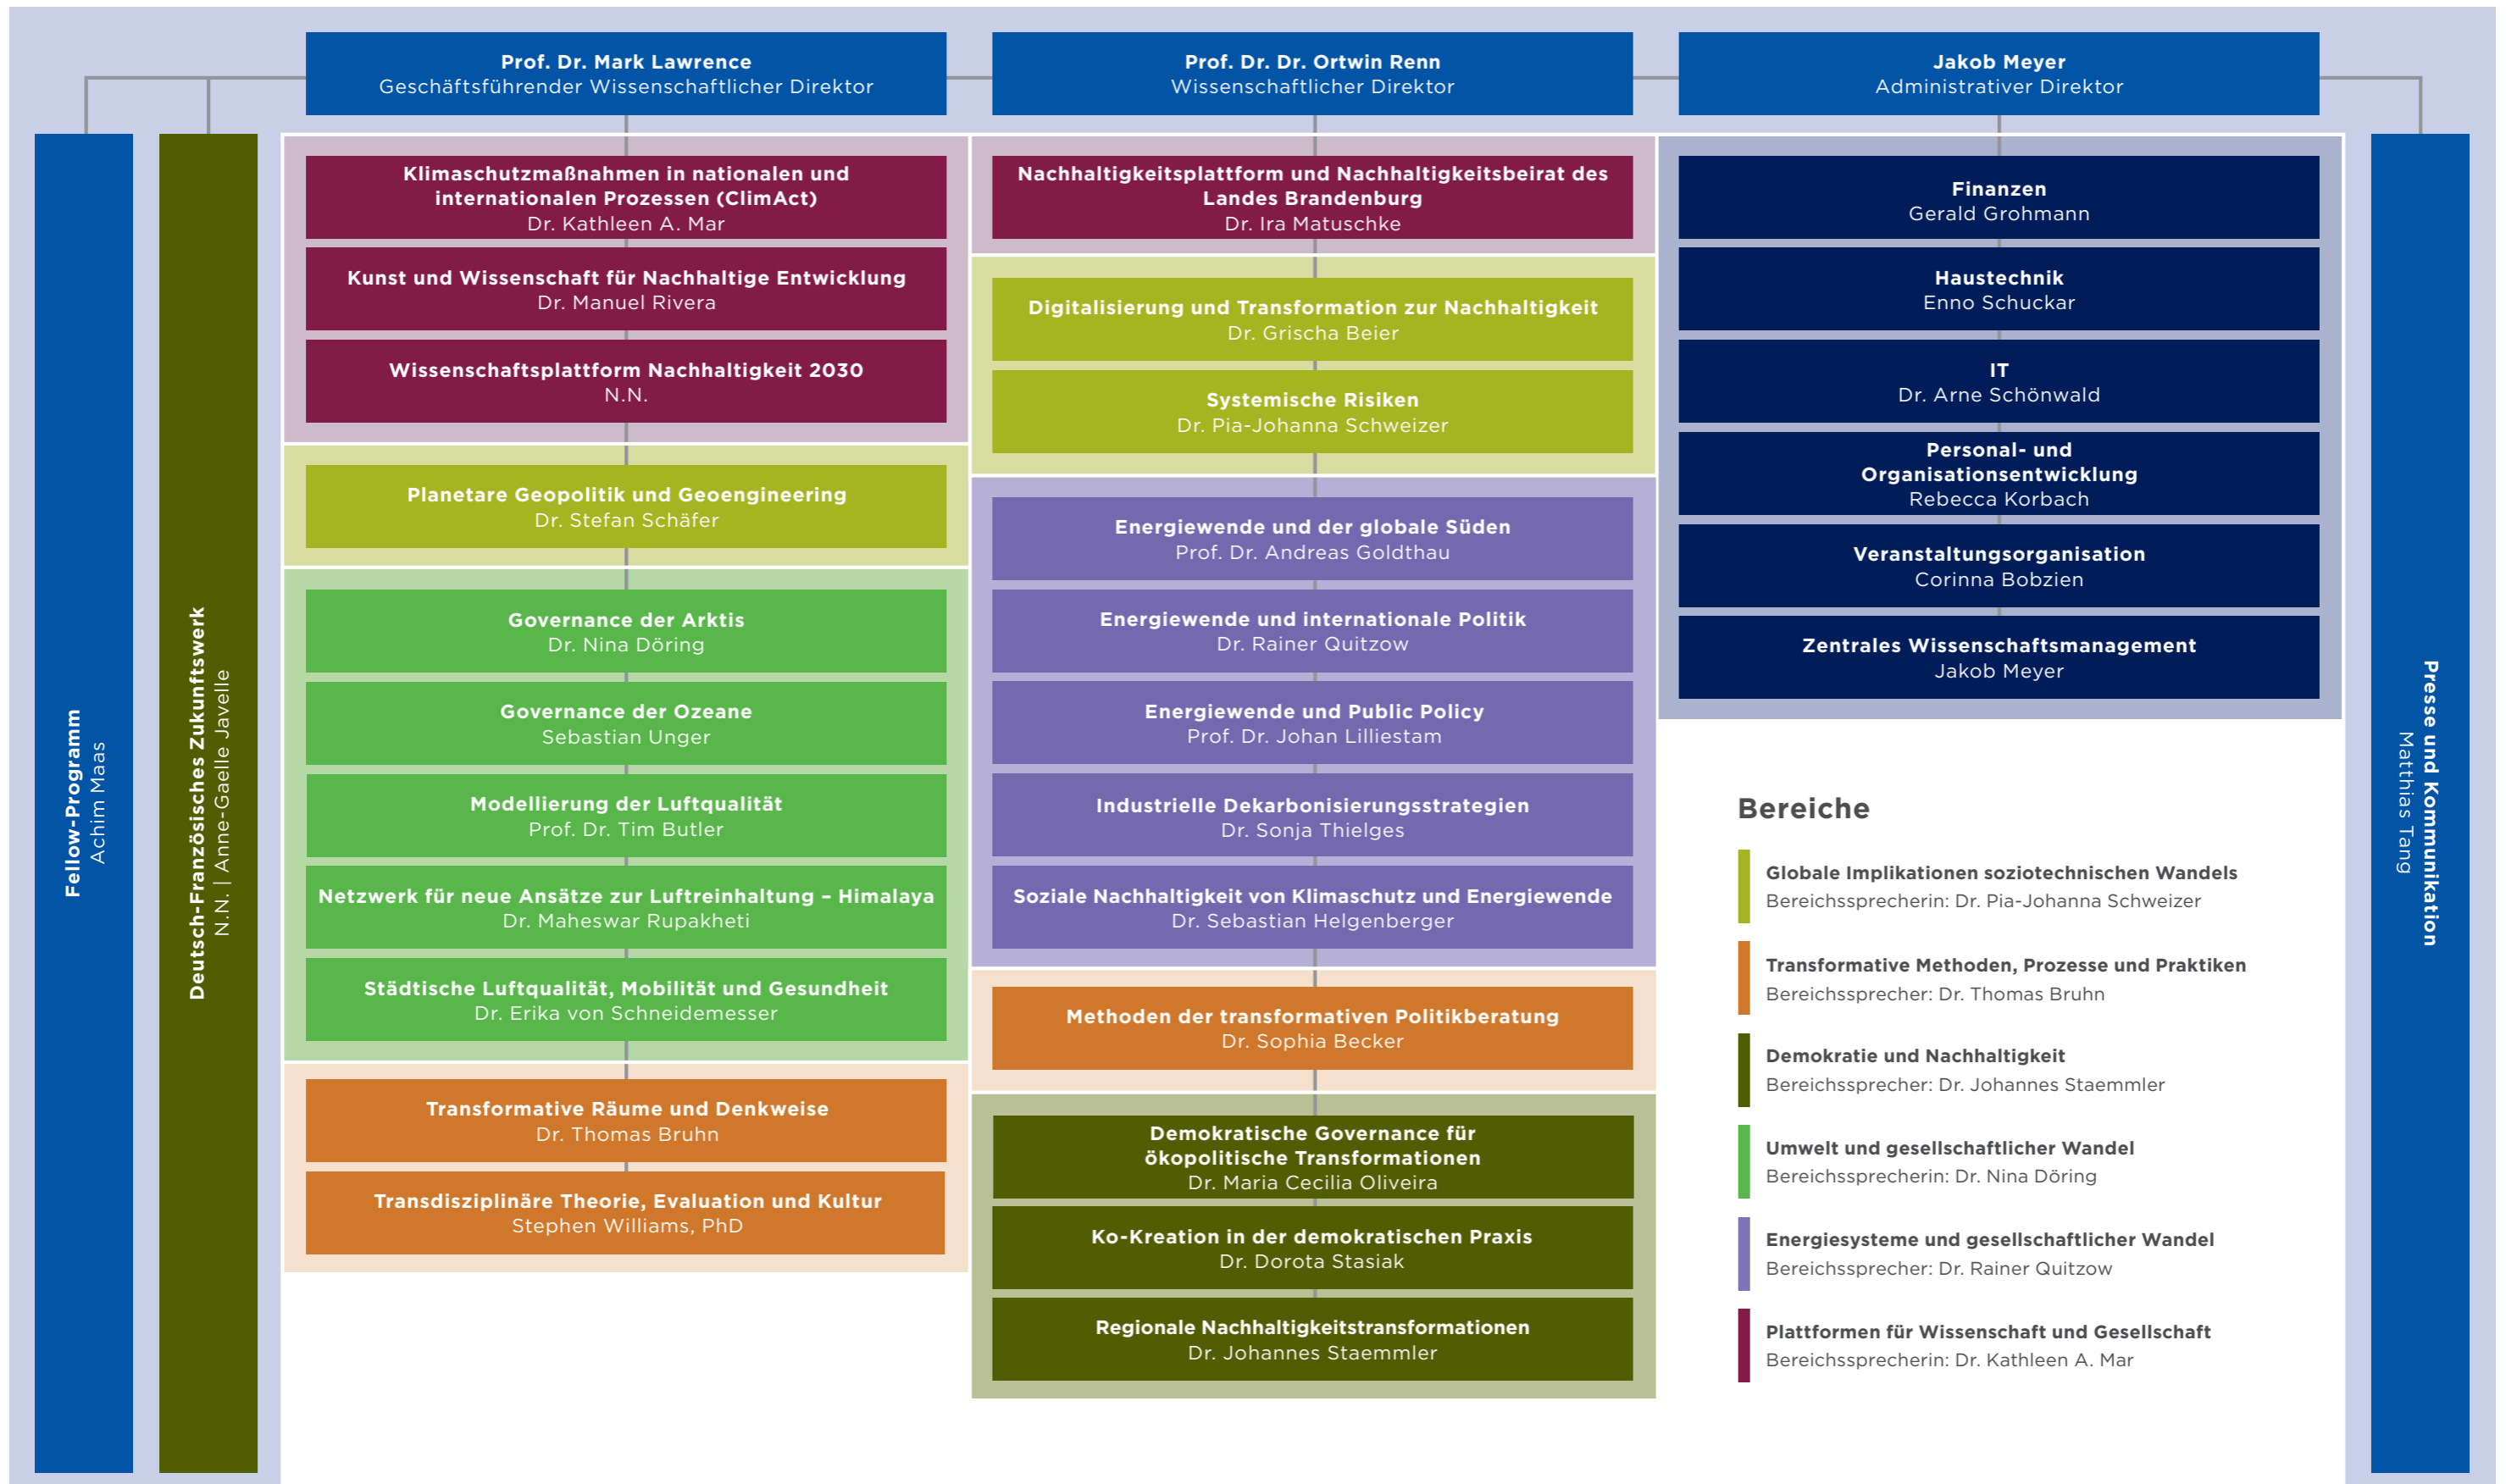 Prof. Dr. Mark Lawrence
Geschäftsführender Wissenschaftlicher Direktor
Prof. Dr. Dr. Ortwin Renn
Wissenschaftlicher Direktor
Jakob Meyer
Administrativer Direktor
Fellow-Programm
Achim Maas
Deutsch-Französisches Zukunftswerk
N.N. | Anne-Gaelle Javelle
Klimaschutzmaßnahmen in nationalen und
internationalen Prozessen (ClimAct)
Dr. Kathleen A. Mar
Kunst und Wissenschaft für Nachhaltige Entwicklung
Dr. Manuel Rivera
Wissenschaftsplattform Nachhaltigkeit 2030
N.N.
Planetare Geopolitik und Geoengineering
Dr. Stefan Schäfer
Governance der Arktis
Dr. Nina Döring
Governance der Ozeane
Sebastian Unger
Modellierung der Luftqualität
Prof. Dr. Tim Butler
Netzwerk für neue Ansätze zur Luftreinhaltung – Himalaya
Dr. Maheswar Rupakheti
Städtische Luftqualität, Mobilität und Gesundheit
Dr. Erika von Schneidemesser
Transformative Räume und Denkweise
Dr. Thomas Bruhn
Transdisziplinäre Theorie, Evaluation und Kultur
Stephen Williams, PhD
Nachhaltigkeitsplattform und Nachhaltigkeitsbeirat des
Landes Brandenburg
Dr. Ira Matuschke
Digitalisierung und Transformation zur Nachhaltigkeit
Dr. Grischa Beier
Systemische Risiken
Dr. Pia-Johanna Schweizer
Energiewende und der globale Süden
Prof. Dr. Andreas Goldthau
Energiewende und internationale Politik
Dr. Rainer Quitzow
Energiewende und Public Policy
Prof. Dr. Johan Lilliestam
Industrielle Dekarbonisierungsstrategien
Dr. Sonja Thielges
Soziale Nachhaltigkeit von Klimaschutz und Energiewende
Dr. Sebastian Helgenberger
Methoden der transformativen Politikberatung
Dr. Sophia Becker
Demokratische Governance für
ökopolitische Transformationen
Dr. Maria Cecilia Oliveira
Ko-Kreation in der demokratischen Praxis
Dr. Dorota Stasiak
Regionale Nachhaltigkeitstransformationen
Dr. Johannes Staemmler
Finanzen
Gerald Grohmann
Haustechnik
Enno Schuckar
IT
Dr. Arne Schönwald
Personal- und
Organisationsentwicklung
Rebecca Korbach
Veranstaltungsorganisation
Corinna Bobzien
Zentrales Wissenschaftsmanagement
Jakob Meyer
Bereiche
Globale Implikationen soziotechnischen Wandels
Bereichssprecherin: Dr. Pia-Johanna Schweizer
Transformative Methoden, Prozesse und Praktiken
Bereichssprecher: Dr. Thomas Bruhn
Demokratie und Nachhaltigkeit
Bereichssprecher: Dr. Johannes Staemmler
Umwelt und gesellschaftlicher Wandel
Bereichssprecherin: Dr. Nina Döring
Energiesysteme und gesellschaftlicher Wandel
Bereichssprecher: Dr. Rainer Quitzow
Plattformen für Wissenschaft und Gesellschaft
Bereichssprecherin: Dr. Kathleen A. Mar
Presse und Kommunikation
Matthias Tang